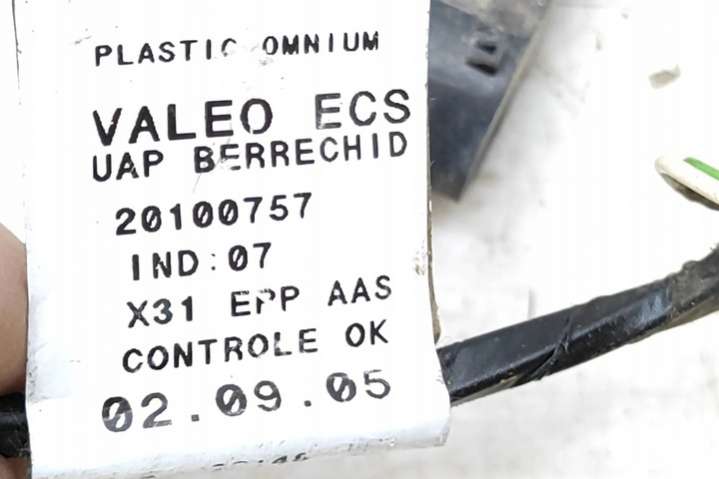 PLASTIC OMNIUM
VALEO ECS
UAP BERRECHID
20100757
IND:07
X31 EPP AAS
CONTROLE OK
02.09.05